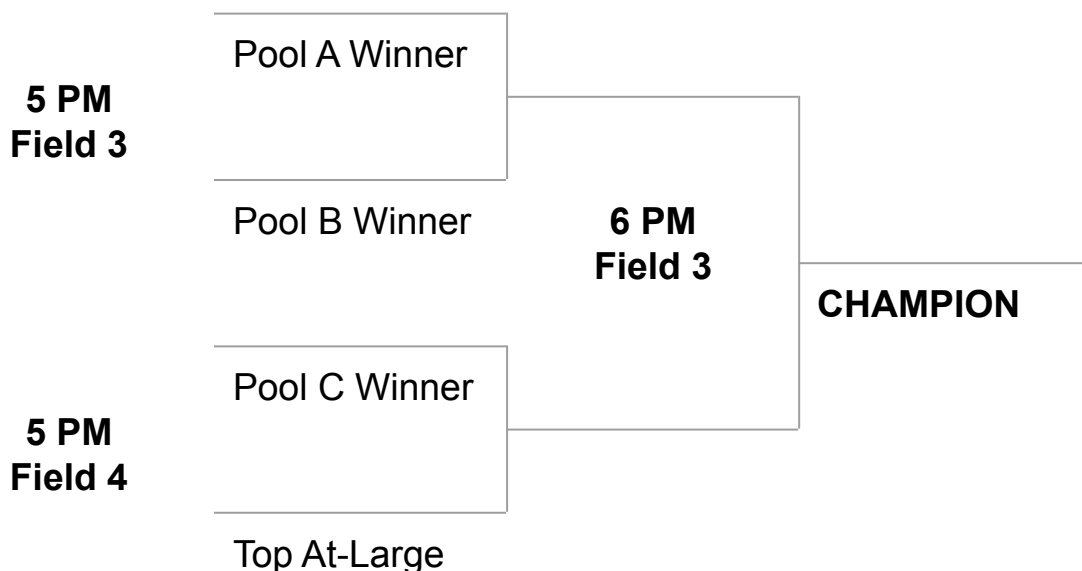 Pool A Winner
5 PM
Field 3
Pool B Winner
6 PM
Field 3
CHAMPION
Pool C Winner
5 PM
Field 4
Top At-Large